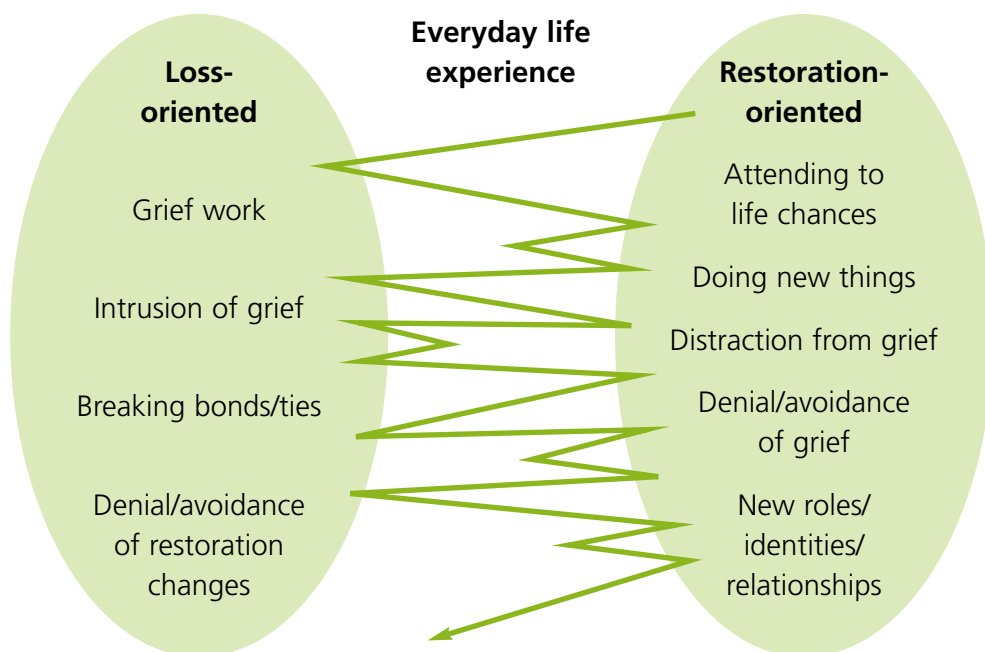 Everyday life
experience
Loss-
oriented
Grief work
Intrusion of grief
Breaking bonds/ties
Denial/avoidance
of restoration
changes
Restoration-
oriented
Attending to
life chances
Doing new things
Distraction from grief
Denial/avoidance
of grief
New roles/
identities/
relationships